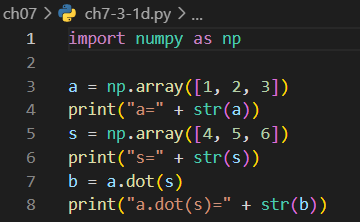 ch07 > ch7-3-1d.py > ...
1 import numpy as np
2
3 a = np.array([1, 2, 3])
4 print("a=" + str(a))
5 s = np.array([4, 5, 6])
6 print("s=" + str(s))
7 b = a.dot(s)
8 print("a.dot(s)=" + str(b))